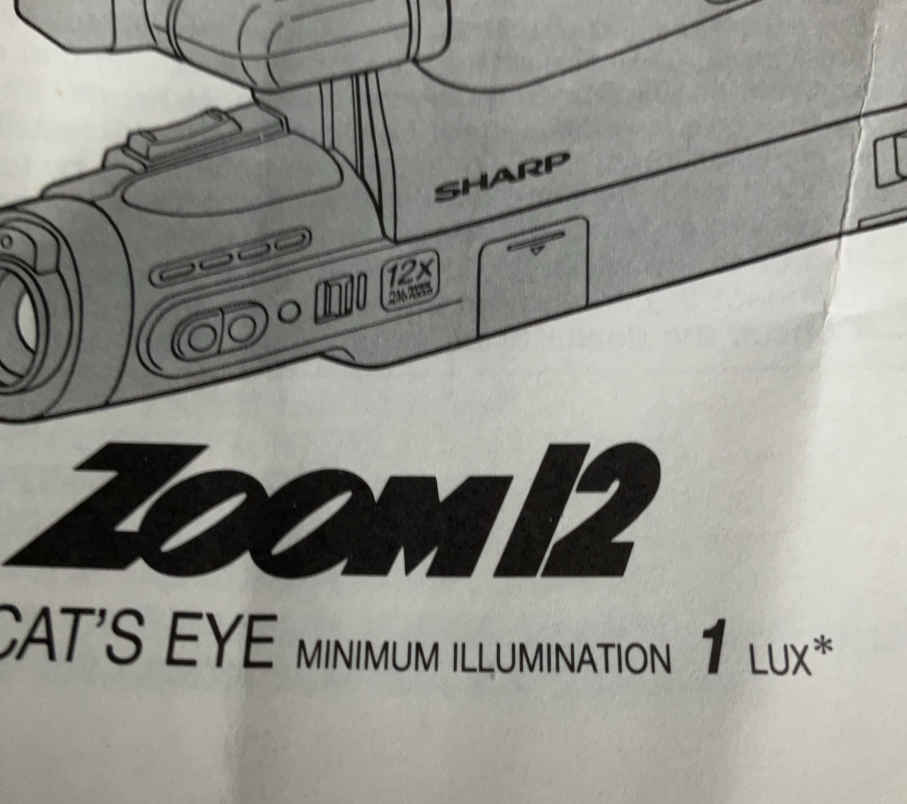 SHARP
12X
ZOOM 12
CAT'S EYE MINIMUM ILLUMINATION 1 LUX*